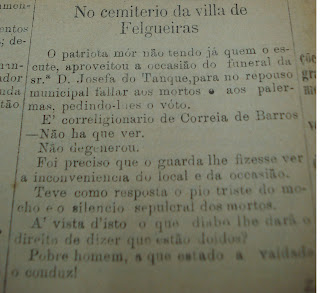 No cemiterio da villa de
Felgueiras
O patriota mór não tendo já quem o es-
cute, aproveitou a occasião do funeral da
sr.ª D. Josefa do Tanque, para no repouso
municipal fallar aos mortos e aos paler-
mas, pedindo-lhes o vóto.
E' correligionario de Correia de Barros
—Não ha que ver.
Não degenerou.
Foi preciso que o guarda lhe fizesse ver
a inconveniencia do local e da occasião.
Teve como resposta o pio triste do mo-
cho e o silencio sepulcral dos mortos.
A' vista d'isto o que diabo lhe dará o
direito de dizer que estão doidos?
Pobre homem, a que estado a vaidade
o conduz!